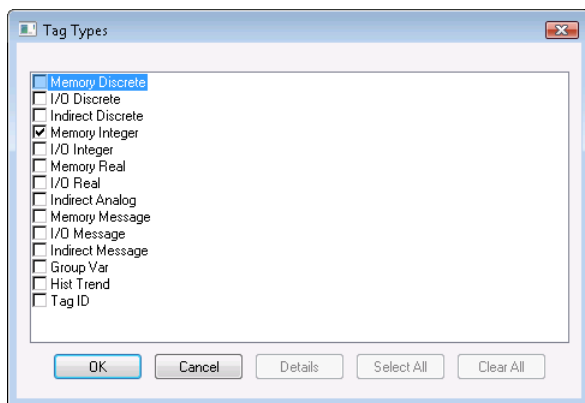 Tag Types
Memory Discrete
I/O Discrete
Indirect Discrete
Memory Integer
I/O Integer
Memory Real
I/O Real
Indirect Analog
Memory Message
I/O Message
Indirect Message
Group Var
Hist Trend
Tag ID
OK Cancel Details Select All Clear All